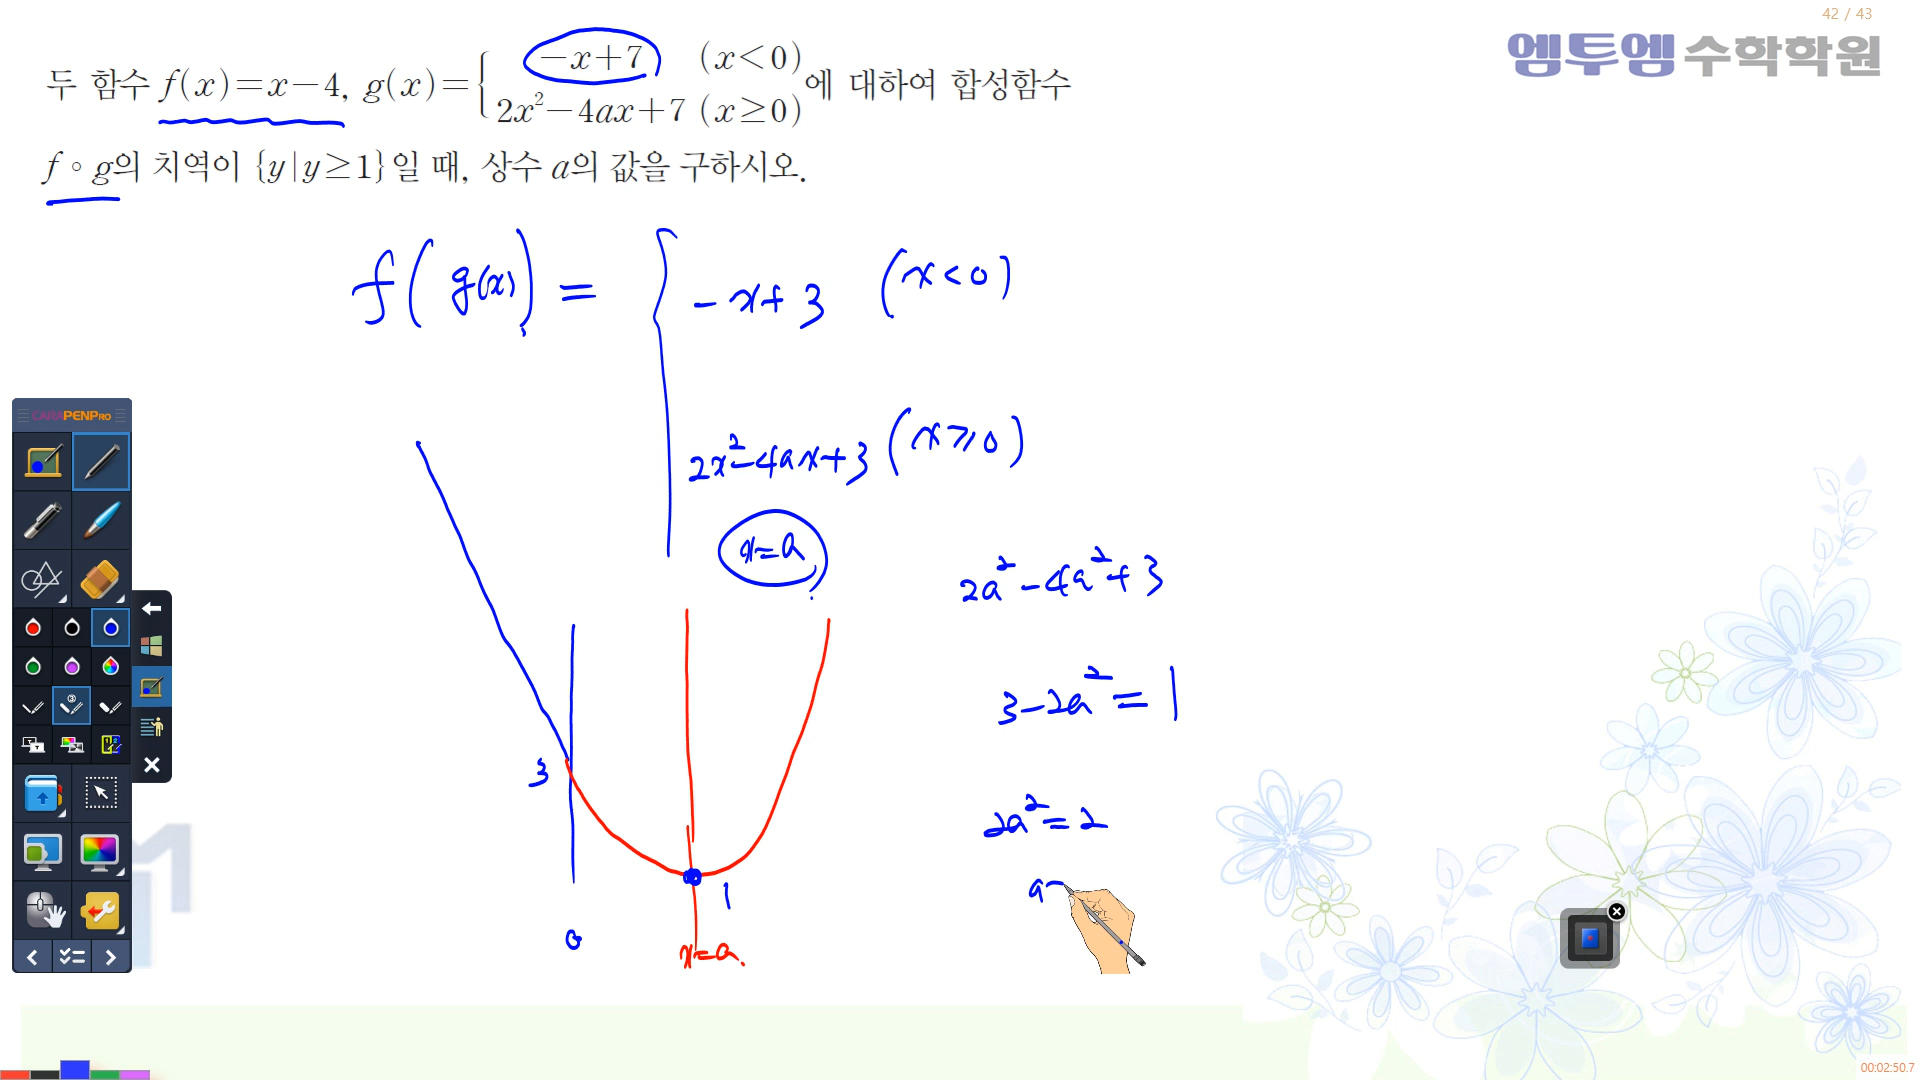 42 / 43
엠투엠 수학학원
두 함수 f(x)=x-4, g(x)={ -x+7 (x<0)
2x²-4ax+7 (x≥0) 에 대하여 합성함수
f∘g의 치역이 {y|y≥1}일 때, 상수 a의 값을 구하시오.
f(g(x)) = { -x+3 (x<0)
2x²-4ax+3 (x≥0)
x=a
2a²-4a²+3
3-2a²=1
2a²=2
a
3
1
0
x=a.
CARAPENPRO
00:02:50.7